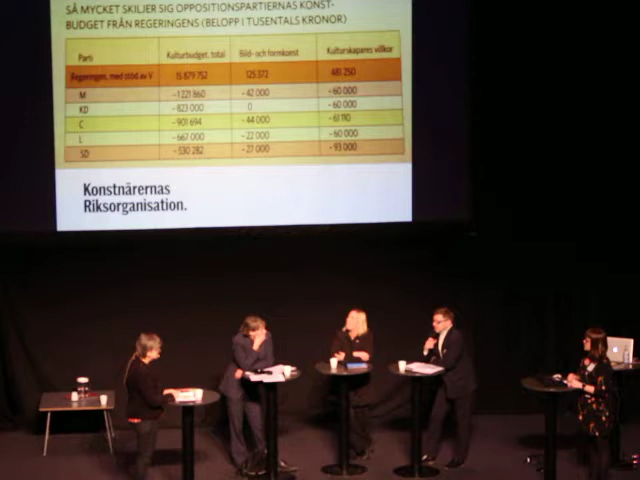 SÅ MYCKET SKILJER SIG OPPOSITIONSPARTIERNAS KONST-
BUDGET FRÅN REGERINGENS (BELOPP I TUSENTALS KRONOR)
Parti Kulturbudget, total Bild- och formkonst Kulturskapares villkor
Regeringen, med stöd av V 15 879 752 125 372 481 250
M -1 221 860 -42 000 -60 000
KD -823 000 0 -60 000
C -901 694 -44 000 -61 110
L -667 000 -22 000 -60 000
SD -530 282 -27 000 -93 000
Konstnärernas
Riksorganisation.